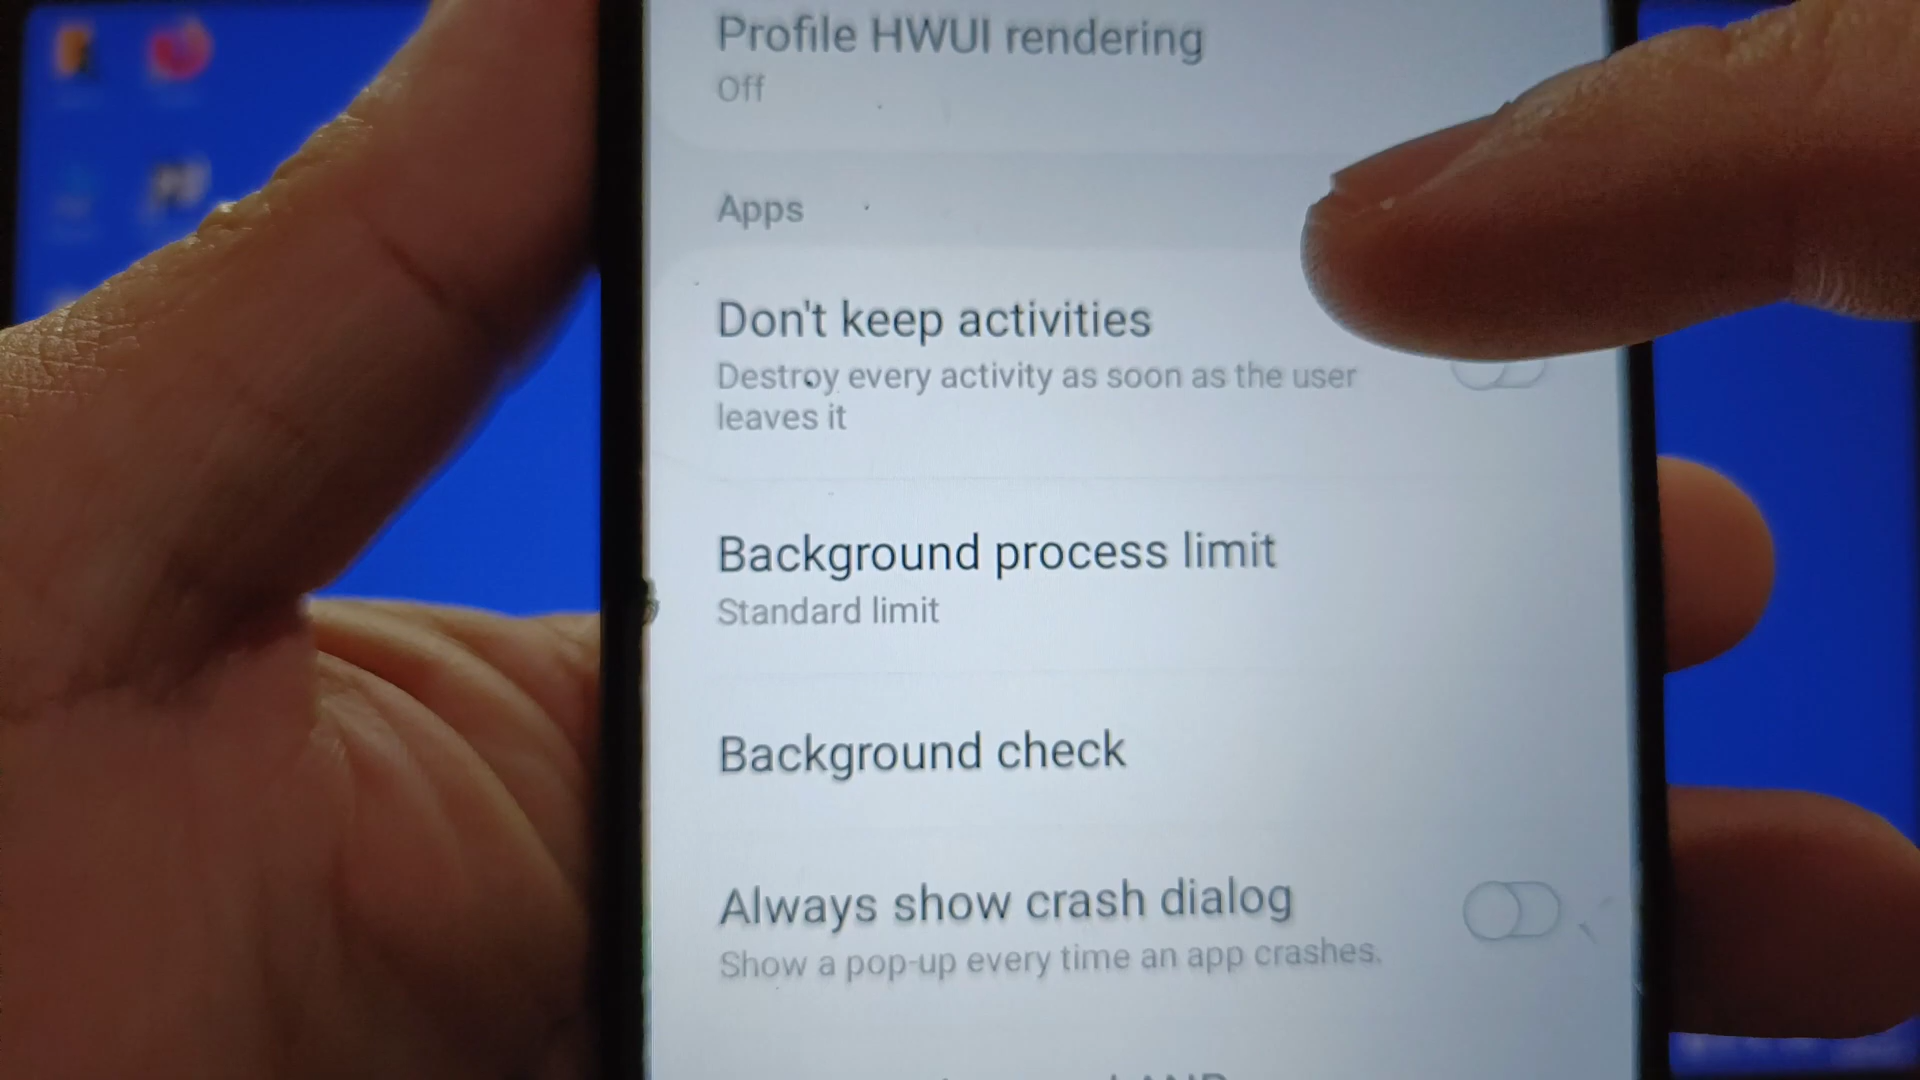 Profile HWUI rendering
Off
Apps
Don't keep activities
Destroy every activity as soon as the user
leaves it
Background process limit
Standard limit
Background check
Always show crash dialog
Show a pop-up every time an app crashes.